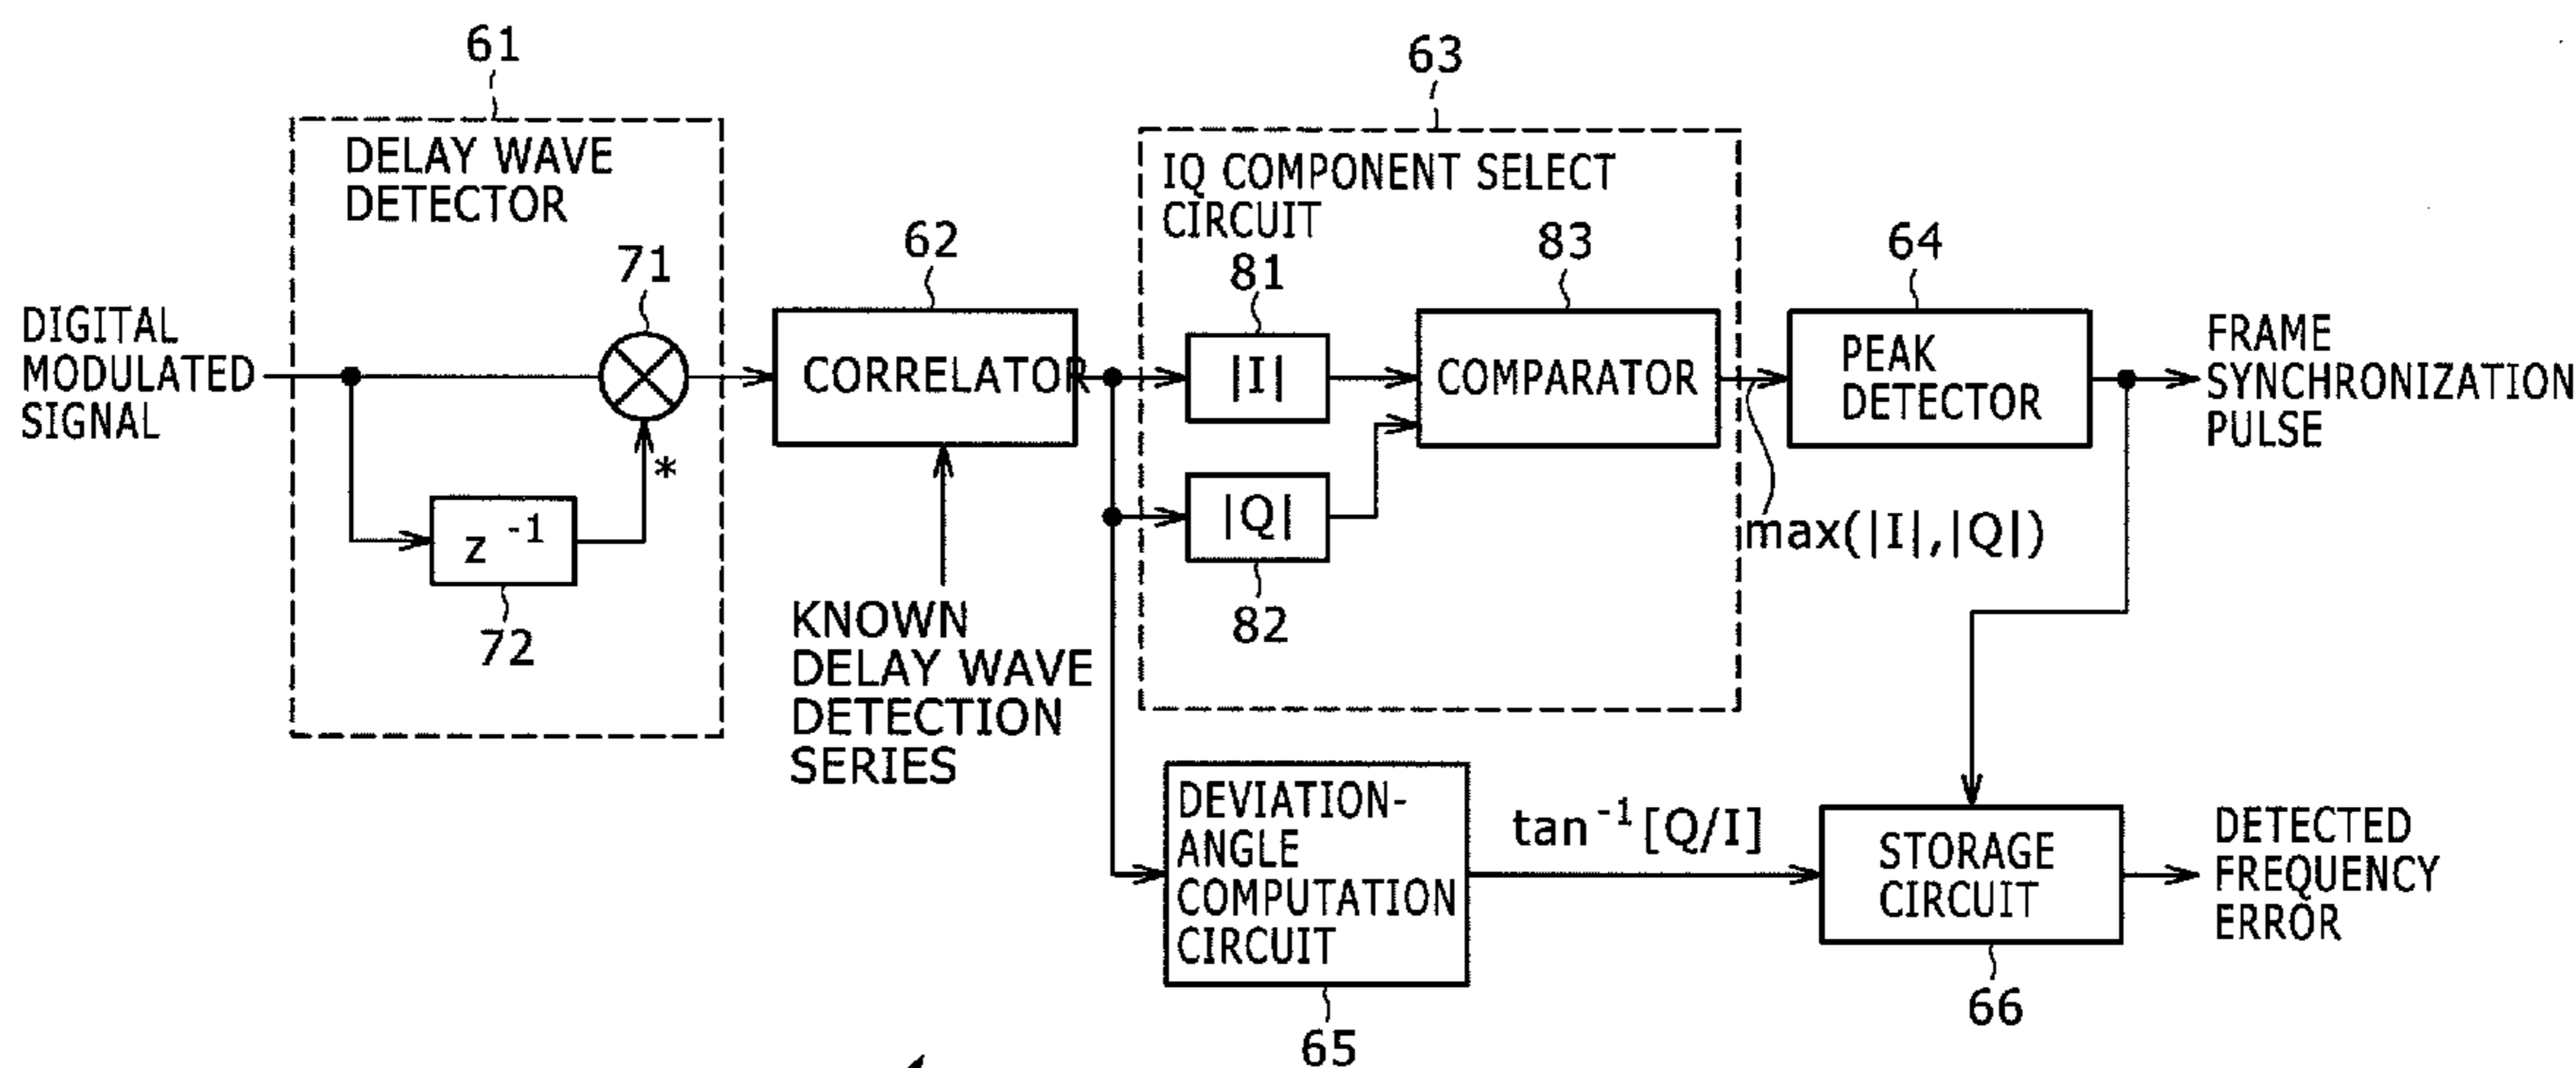 61
DELAY WAVE
DETECTOR
71
DIGITAL
MODULATED
SIGNAL
*
z -1
72
62
CORRELATOR
KNOWN
DELAY WAVE
DETECTION
SERIES
63
IQ COMPONENT SELECT
CIRCUIT
81
|I|
|Q|
82
83
COMPARATOR
max(|I|,|Q|)
64
PEAK
DETECTOR
FRAME
SYNCHRONIZATION
PULSE
DEVIATION-
ANGLE
COMPUTATION
CIRCUIT
65
tan -1 [Q/I]
STORAGE
CIRCUIT
66
DETECTED
FREQUENCY
ERROR